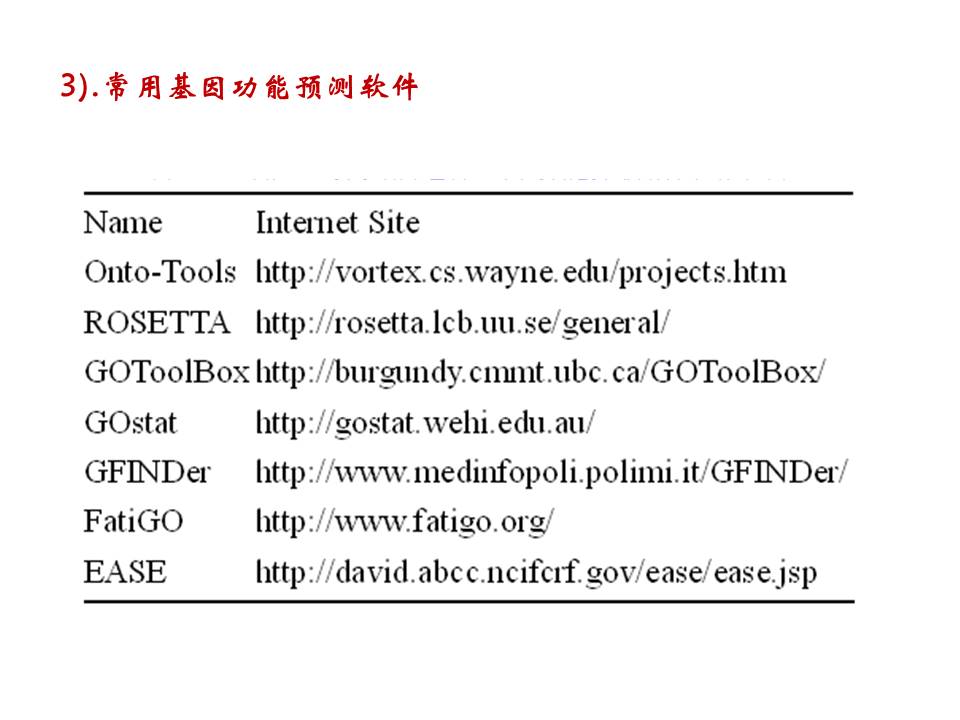 3).常用基因功能预测软件
Name Internet Site
Onto-Tools http://vortex.cs.wayne.edu/projects.htm
ROSETTA http://rosetta.lcb.uu.se/general/
GOToolBox http://burgundy.cmmt.ubc.ca/GOToolBox/
GOstat http://gostat.wehi.edu.au/
GFINDer http://www.medinfopoli.polimi.it/GFINDer/
FatiGO http://www.fatigo.org/
EASE http://david.abcc.ncifcrf.gov/ease/ease.jsp